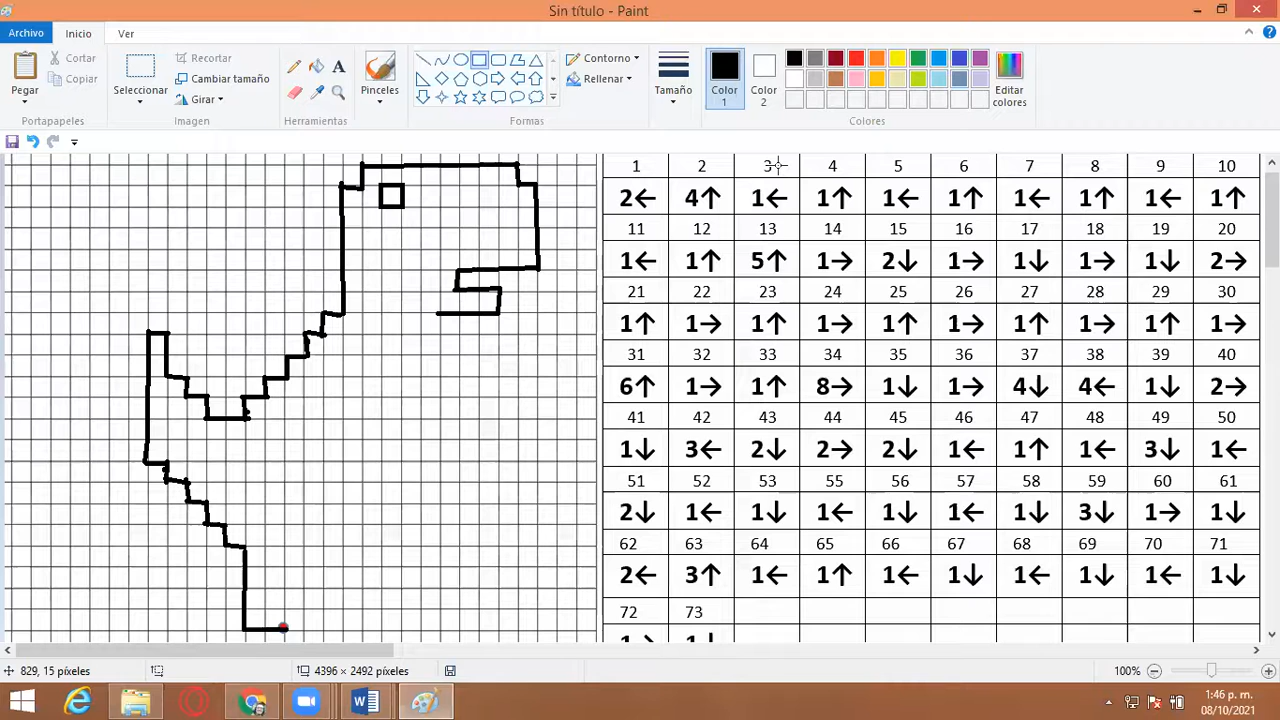 Sin título - Paint
Archivo Inicio Ver
Pegar Cortar Copiar Seleccionar Recortar Cambiar tamaño Girar A Pinceles Contorno Rellenar Tamaño Color 1 Color 2 Editar colores
Portapapeles Imagen Herramientas Formas Colores
1 2 3 4 5 6 7 8 9 10
2← 4↑ 1← 1↑ 1← 1↑ 1← 1↑ 1← 1↑
11 12 13 14 15 16 17 18 19 20
1← 1↑ 5↑ 1→ 2↓ 1→ 1↓ 1→ 1↓ 2→
21 22 23 24 25 26 27 28 29 30
1↑ 1→ 1↑ 1→ 1↑ 1→ 1↑ 1→ 1↑ 1→
31 32 33 34 35 36 37 38 39 40
6↑ 1→ 1↑ 8→ 1↓ 1→ 4↓ 4← 1↓ 2→
41 42 43 44 45 46 47 48 49 50
1↓ 3← 2↓ 2→ 2↓ 1← 1↑ 1← 3↓ 1←
51 52 53 55 56 57 58 59 60 61
2↓ 1← 1↓ 1← 1↓ 1← 1↓ 3↓ 1→ 1↓
62 63 64 65 66 67 68 69 70 71
2← 3↑ 1← 1↑ 1← 1↓ 1← 1↓ 1← 1↓
72 73
1→ 1↓
829, 15 píxeles 4396 × 2492 píxeles 100%
1:46 p. m.
08/10/2021